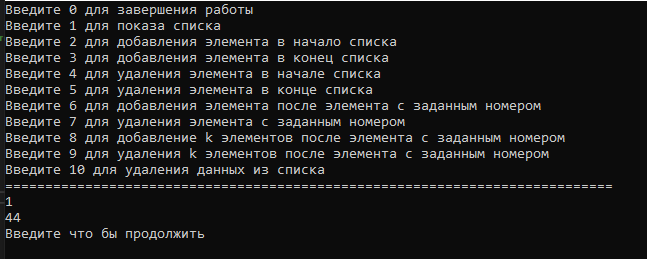 Введите 0 для завершения работы
Введите 1 для показа списка
Введите 2 для добавления элемента в начало списка
Введите 3 для добавления элемента в конец списка
Введите 4 для удаления элемента в начале списка
Введите 5 для удаления элемента в конце списка
Введите 6 для добавления элемента после элемента с заданным номером
Введите 7 для удаления элемента с заданным номером
Введите 8 для добавление k элементов после элемента с заданным номером
Введите 9 для удаления k элементов после элемента с заданным номером
Введите 10 для удаления данных из списка
============================================================================
1
44
Введите что бы продолжить